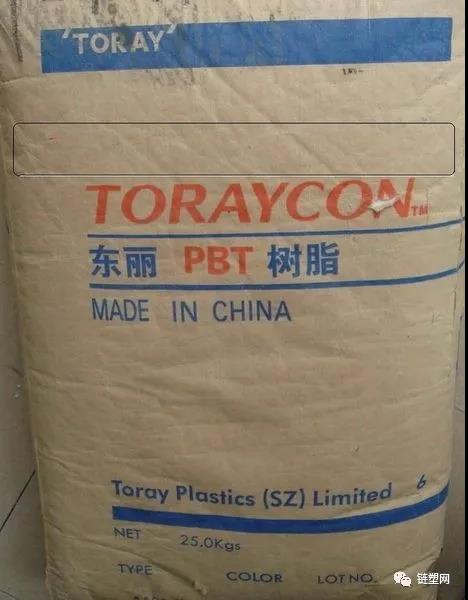 'TORAY'
TORAYCON™
东丽 PBT 树脂
MADE IN CHINA
Toray Plastics (SZ) Limited 6
NET 25.0Kgs
TYPE COLOR LOT NO.
链塑网